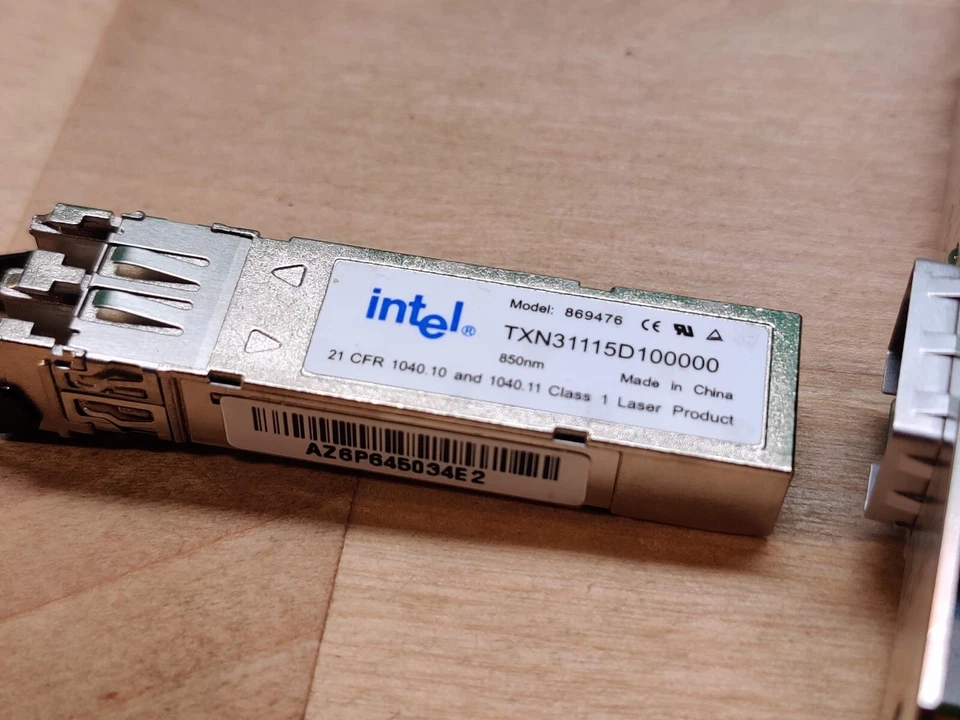 intel®
Model: 869476 CE
TXN31115D100000
850nm Made in China
21 CFR 1040.10 and 1040.11 Class 1 Laser Product
AZ6P645034E2